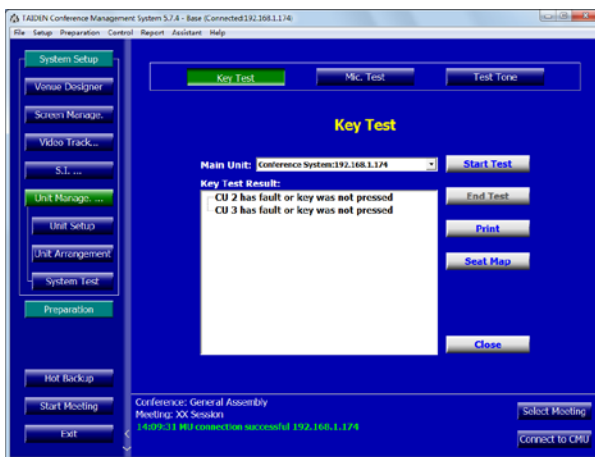 TAIDEN Conference Management System 5.7.4 - Base (Connected:192.168.1.174)
File Setup Preparation Control Report Assistant Help
System Setup
Venue Designer
Screen Manage.
Video Track...
S.I. ...
Unit Manage. ...
Unit Setup
Unit Arrangement
System Test
Preparation
Hot Backup
Start Meeting
Exit
Key Test Mic. Test Test Tone
Key Test
Main Unit: Conference System:192.168.1.174
Key Test Result:
CU 2 has fault or key was not pressed
CU 3 has fault or key was not pressed
Start Test
End Test
Print
Seat Map
Close
Conference: General Assembly
Meeting: XX Session
14:09:31 MU connection successful 192.168.1.174
Select Meeting
Connect to CMU